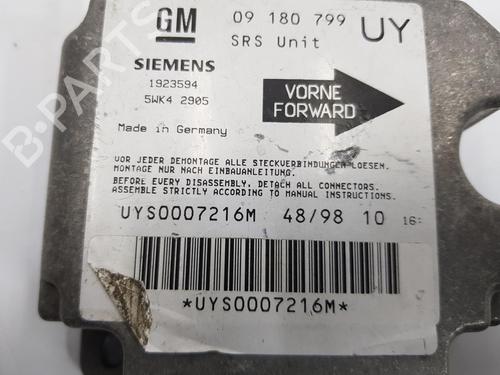 GM 09 180 799 UY
SRS Unit
SIEMENS
1923594
5WK4 2905
VORNE
FORWARD
Made in Germany
VOR JEDER DEMONTAGE ALLE STECKVERBINDUNGEN LOESEN.
MONTAGE NUR NACH EINBAUANLEITUNG.
BEFORE EVERY DISASSEMBLY, DETACH ALL CONNECTORS.
ASSEMBLE STRICTLY ACCORDING TO MANUAL INSTRUCTIONS.
UYS0007216M 48/98 10 16:
*UYS0007216M*
B-PARTS